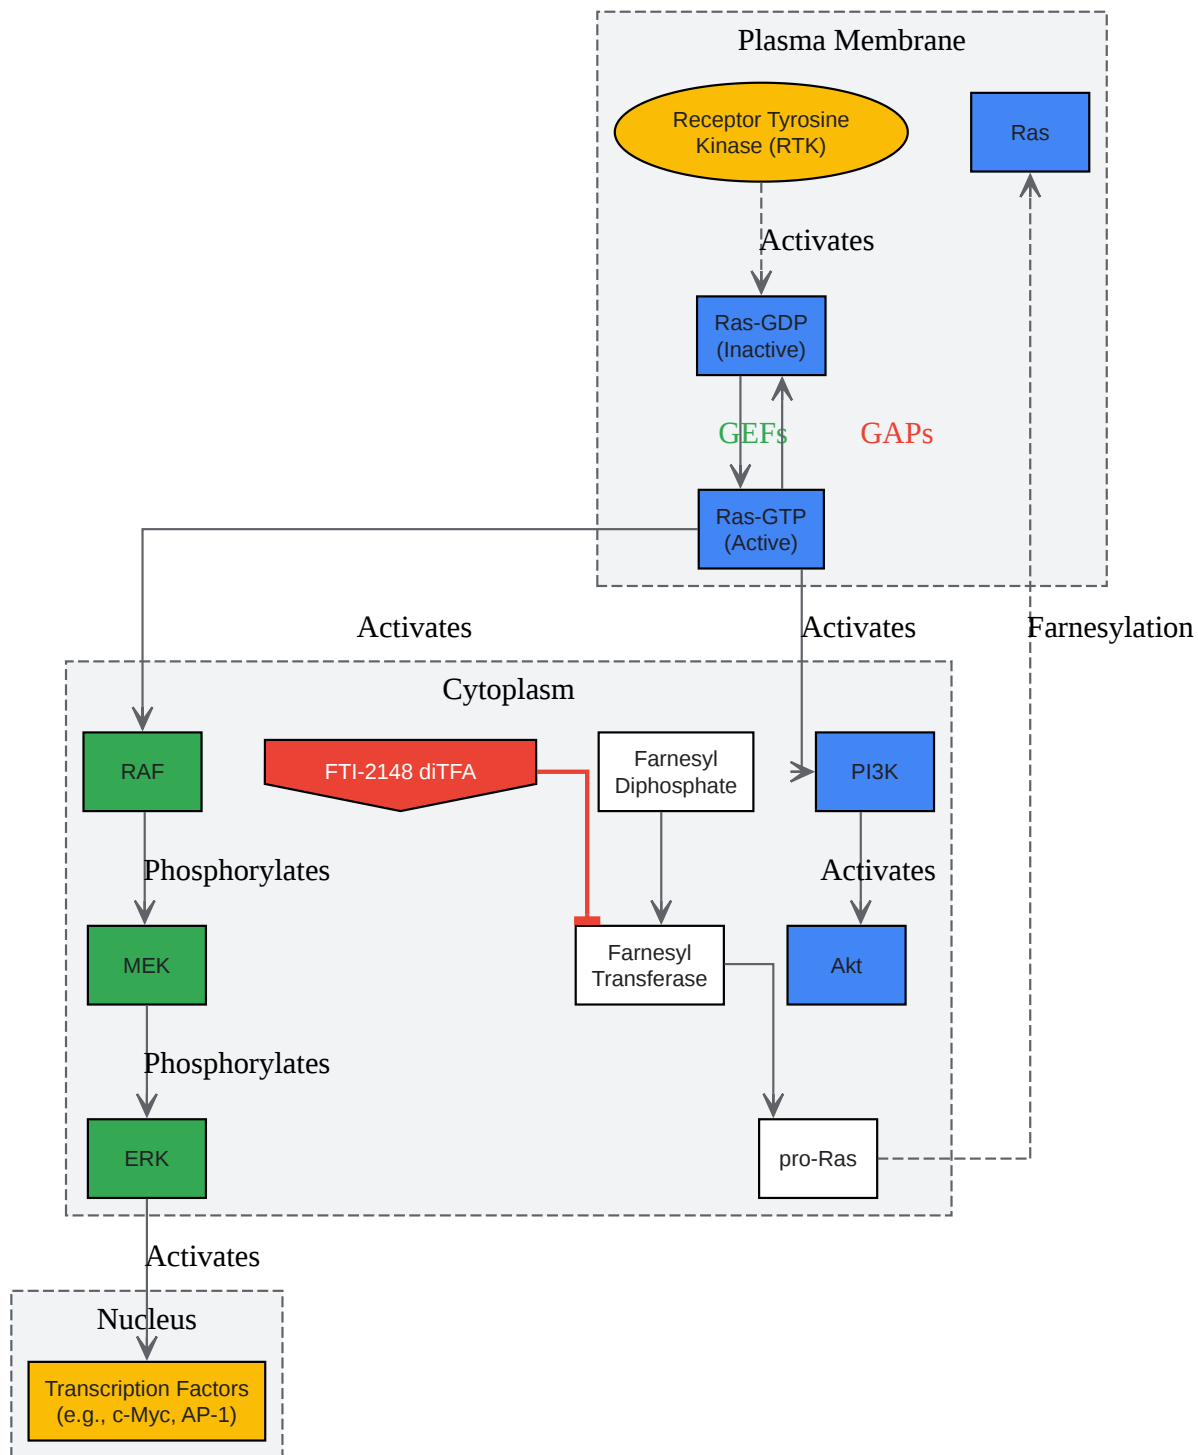 Plasma Membrane
Receptor Tyrosine
Kinase (RTK)
Ras
Activates
Ras-GDP
(Inactive)
GEFs
GAPs
Ras-GTP
(Active)
Activates
Activates
Farnesylation
Cytoplasm
RAF
FTI-2148 diTFA
Farnesyl
Diphosphate
PI3K
Phosphorylates
Activates
MEK
Farnesyl
Transferase
Akt
Phosphorylates
ERK
pro-Ras
Activates
Nucleus
Transcription Factors
(e.g., c-Myc, AP-1)